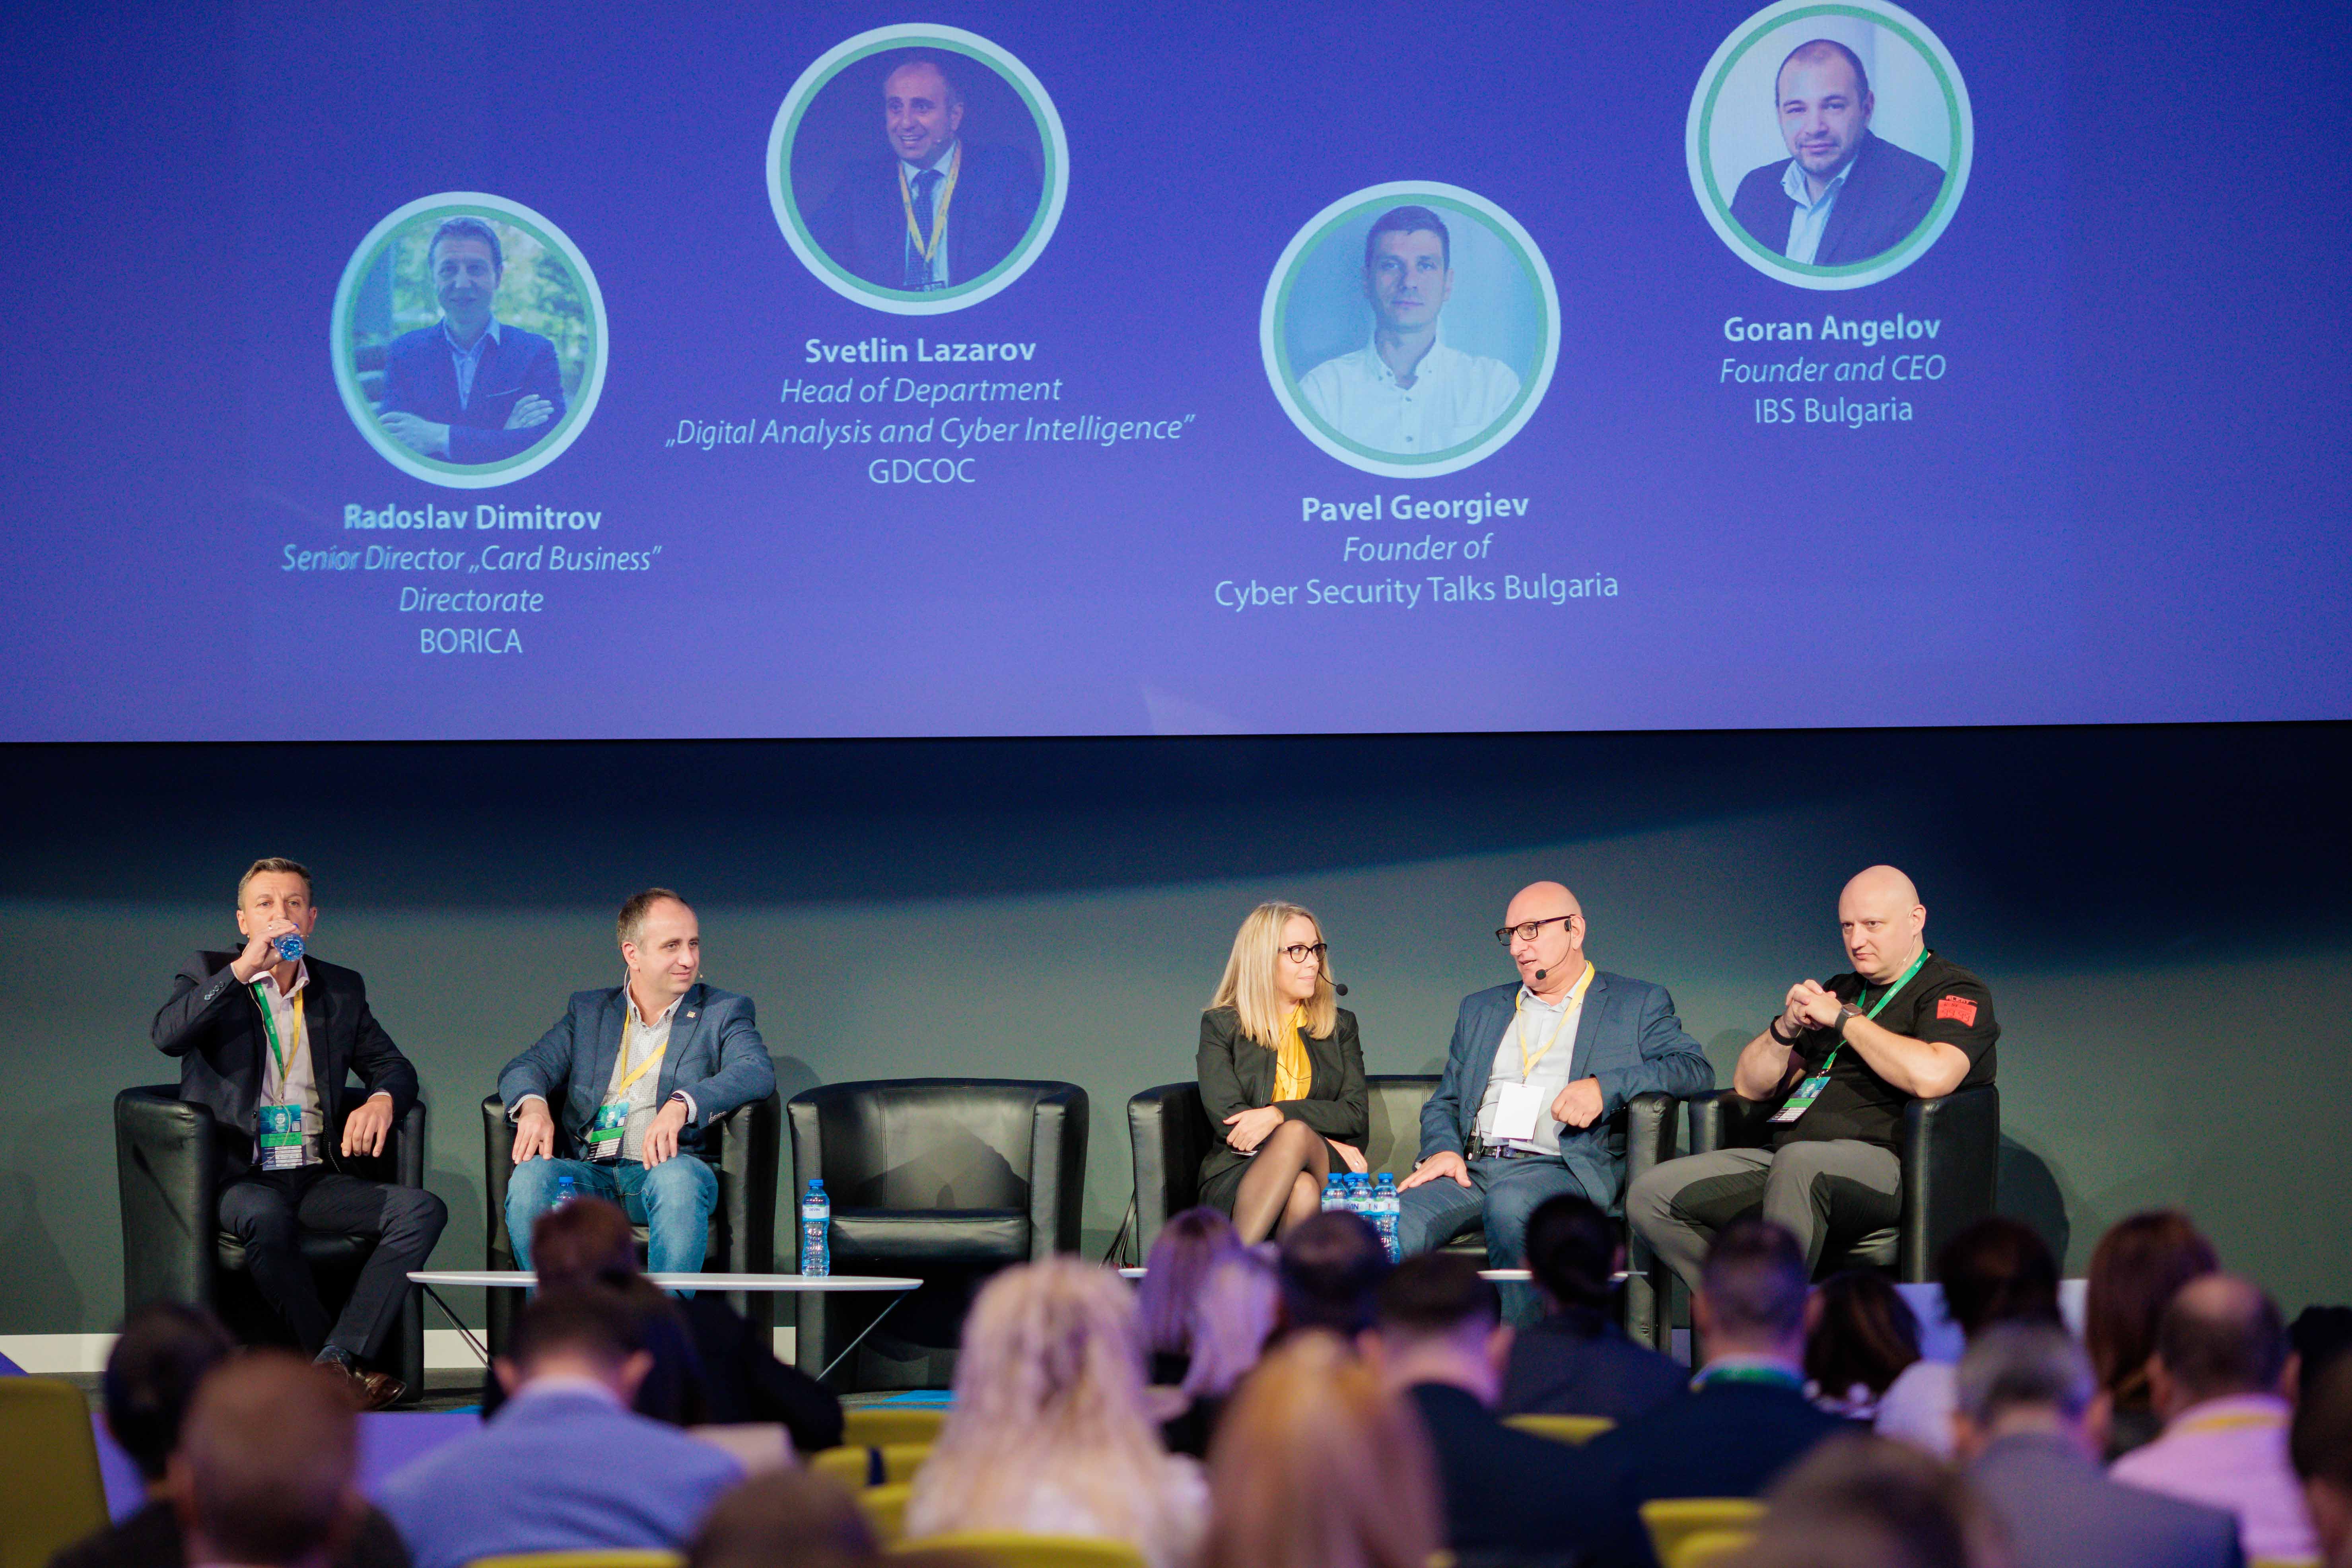 Radoslav Dimitrov
Senior Director „Card Business”
Directorate
BORICA
Svetlin Lazarov
Head of Department
„Digital Analysis and Cyber Intelligence”
GDCOC
Pavel Georgiev
Founder of
Cyber Security Talks Bulgaria
Goran Angelov
Founder and CEO
IBS Bulgaria